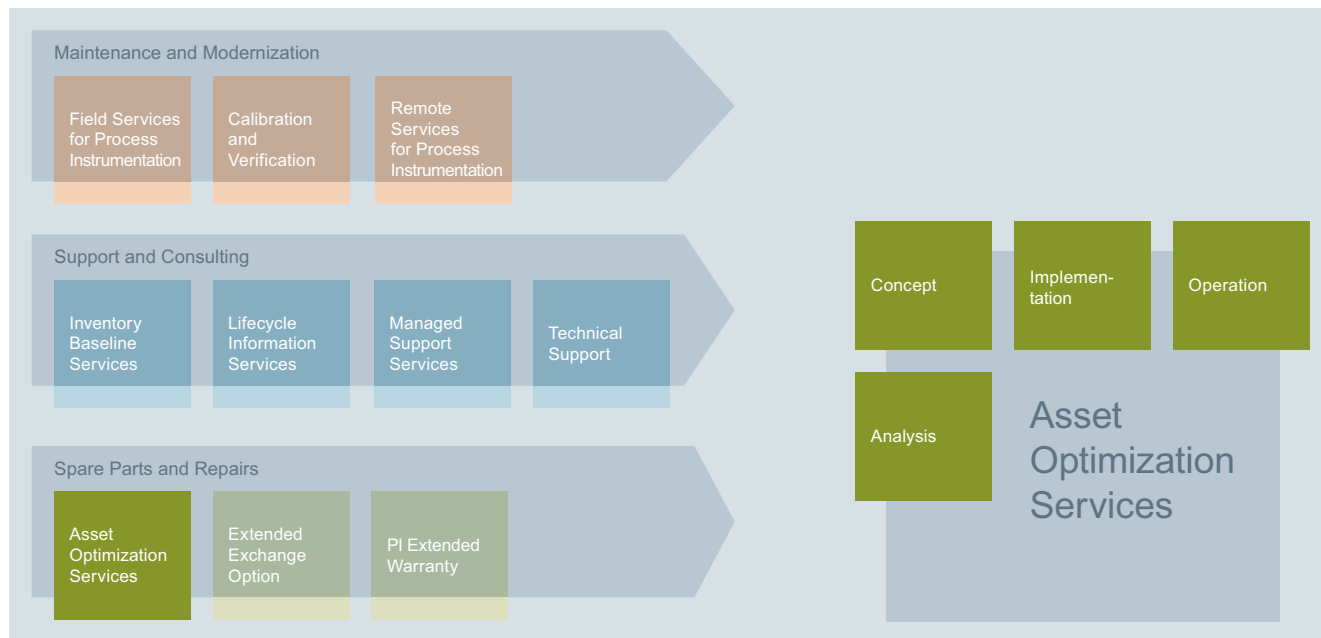 Maintenance and Modernization
Field Services
for Process
Instrumentation
Calibration
and
Verification
Remote
Services
for Process
Instrumentation
Support and Consulting
Inventory
Baseline
Services
Lifecycle
Information
Services
Managed
Support
Services
Technical
Support
Spare Parts and Repairs
Asset
Optimization
Services
Extended
Exchange
Option
PI Extended
Warranty
Concept
Implemen-
tation
Operation
Analysis
Asset
Optimization
Services